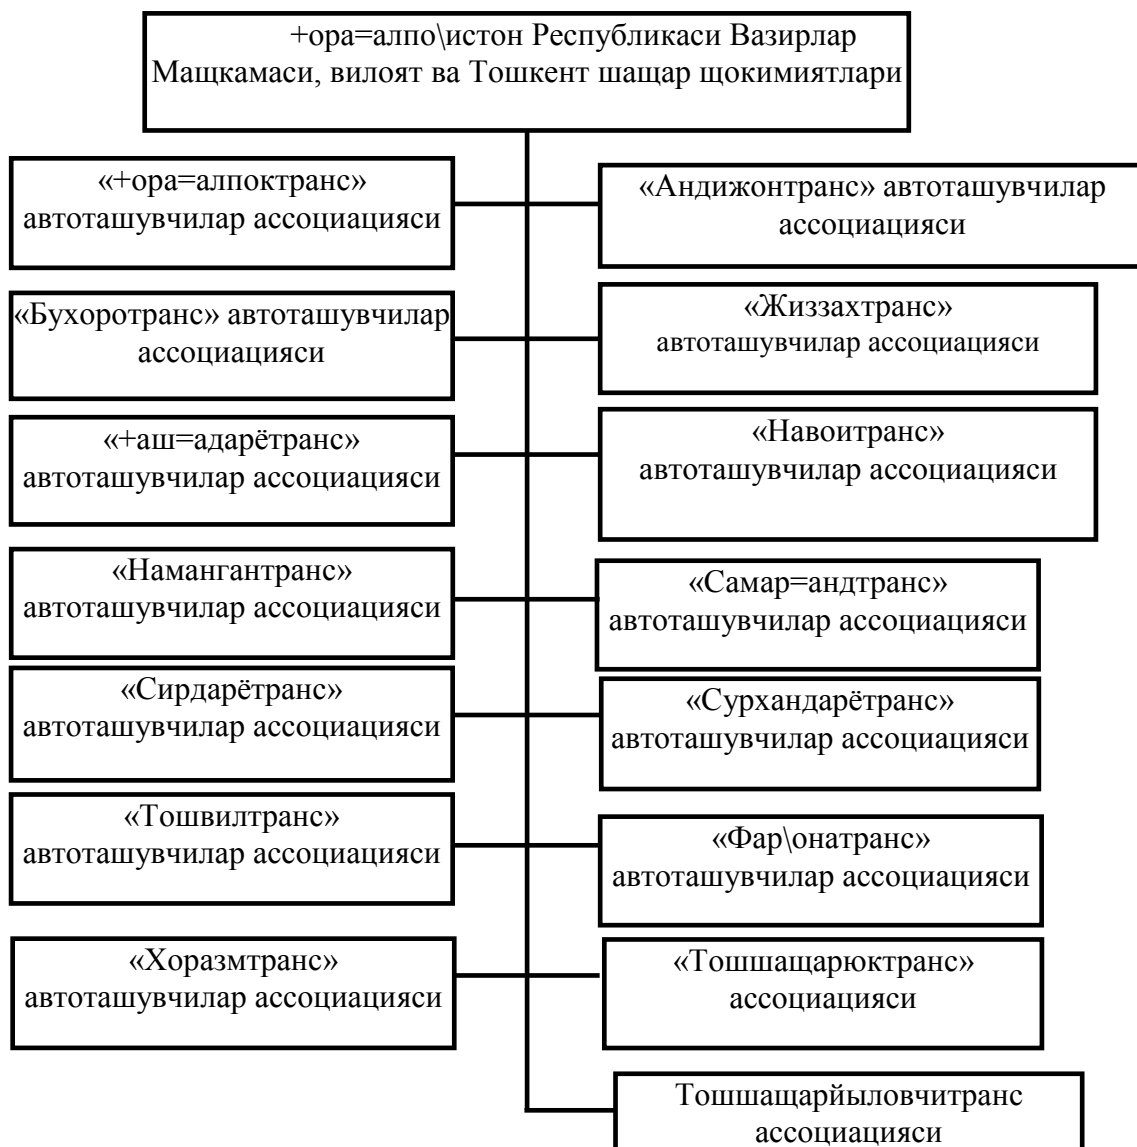 +ора=алпо\истон Республикаси Вазирлар
Мащкамаси, вилоят ва Тошкент шащар щокимиятлари
«+ора=алпоктранс»
автоташувчилар ассоциацияси
«Андижонтранс» автоташувчилар
ассоциацияси
«Бухоротранс» автоташувчилар
ассоциацияси
«Жиззахтранс»
автоташувчилар ассоциацияси
«+аш=адарётранс»
автоташувчилар ассоциацияси
«Навоитранс»
автоташувчилар ассоциацияси
«Намангантранс»
автоташувчилар ассоциацияси
«Самар=андтранс»
автоташувчилар ассоциацияси
«Сирдарётранс»
автоташувчилар ассоциацияси
«Сурхандарётранс»
автоташувчилар ассоциацияси
«Тошвилтранс»
автоташувчилар ассоциацияси
«Фар\онатранс»
автоташувчилар ассоциацияси
«Хоразмтранс»
автоташувчилар ассоциацияси
«Тошшащарюктранс»
ассоциацияси
Тошшащарйыловчитранс
ассоциацияси